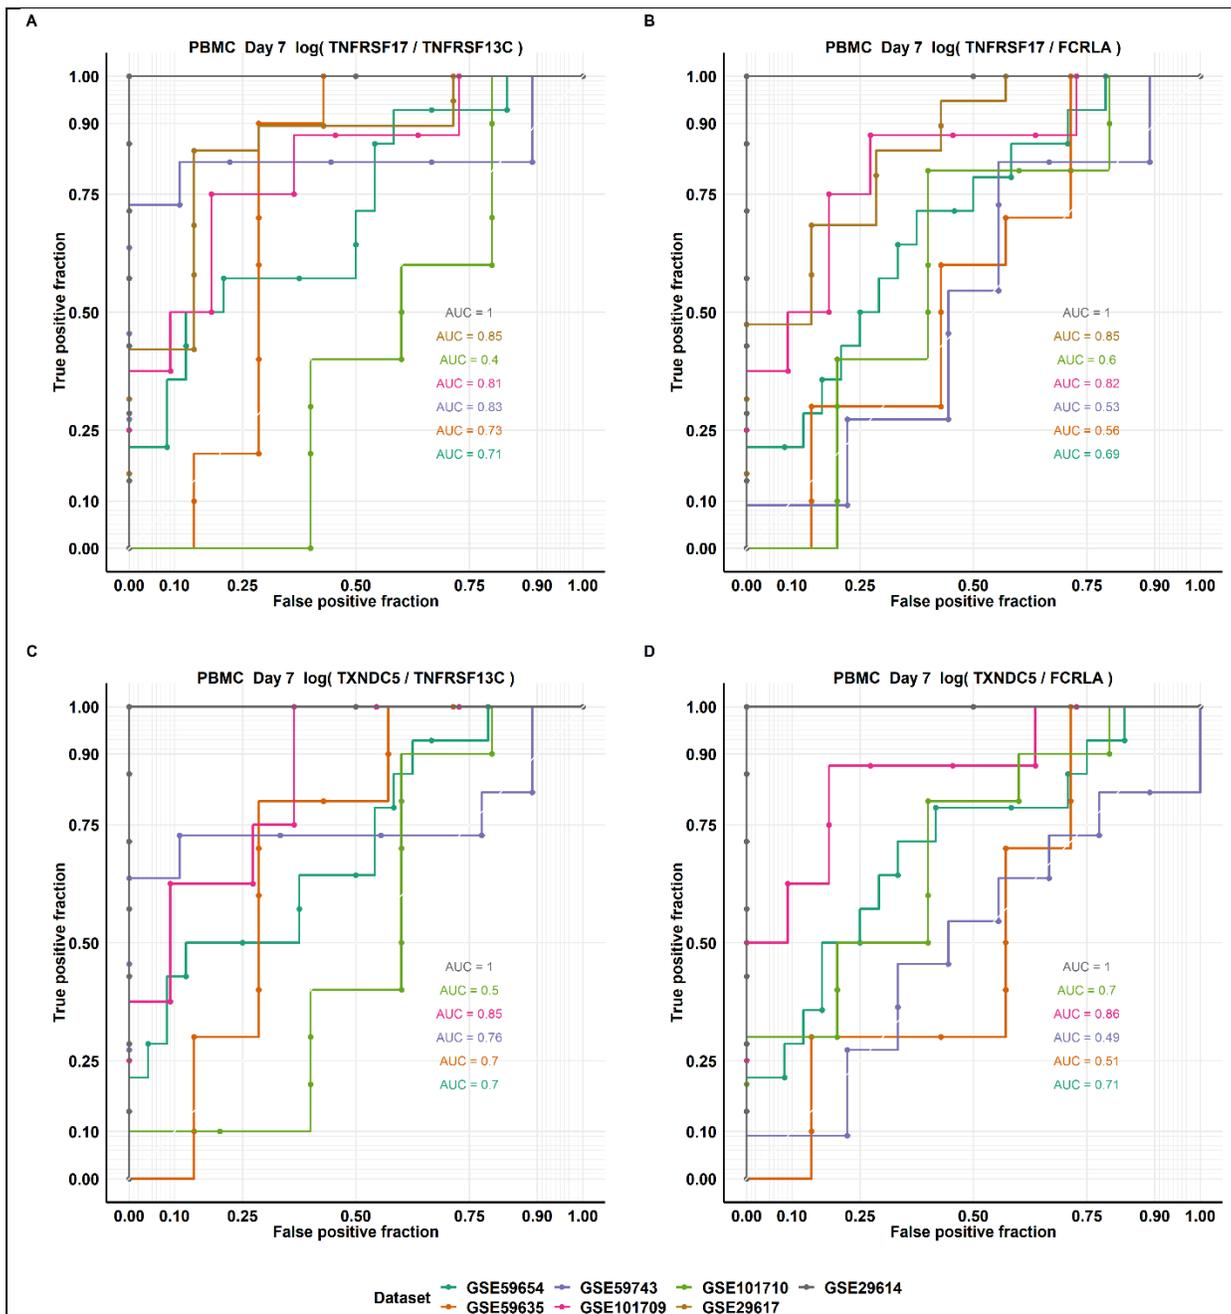 A
PBMC Day 7 log( TNFRSF17 / TNFRSF13C )
1.00
0.90
0.75
0.50
0.25
0.10
0.00
True positive fraction
AUC = 1
AUC = 0.85
AUC = 0.4
AUC = 0.81
AUC = 0.83
AUC = 0.73
AUC = 0.71
0.00 0.10 0.25 0.50 0.75 0.90 1.00
False positive fraction
B
PBMC Day 7 log( TNFRSF17 / FCRLA )
1.00
0.90
0.75
0.50
0.25
0.10
0.00
True positive fraction
AUC = 1
AUC = 0.85
AUC = 0.6
AUC = 0.82
AUC = 0.53
AUC = 0.56
AUC = 0.69
0.00 0.10 0.25 0.50 0.75 0.90 1.00
False positive fraction
C
PBMC Day 7 log( TXNDC5 / TNFRSF13C )
1.00
0.90
0.75
0.50
0.25
0.10
0.00
True positive fraction
AUC = 1
AUC = 0.5
AUC = 0.85
AUC = 0.76
AUC = 0.7
AUC = 0.7
0.00 0.10 0.25 0.50 0.75 0.90 1.00
False positive fraction
D
PBMC Day 7 log( TXNDC5 / FCRLA )
1.00
0.90
0.75
0.50
0.25
0.10
0.00
True positive fraction
AUC = 1
AUC = 0.7
AUC = 0.86
AUC = 0.49
AUC = 0.51
AUC = 0.71
0.00 0.10 0.25 0.50 0.75 0.90 1.00
False positive fraction
Dataset
GSE59654 GSE59743 GSE101710 GSE29614
GSE59635 GSE101709 GSE29617